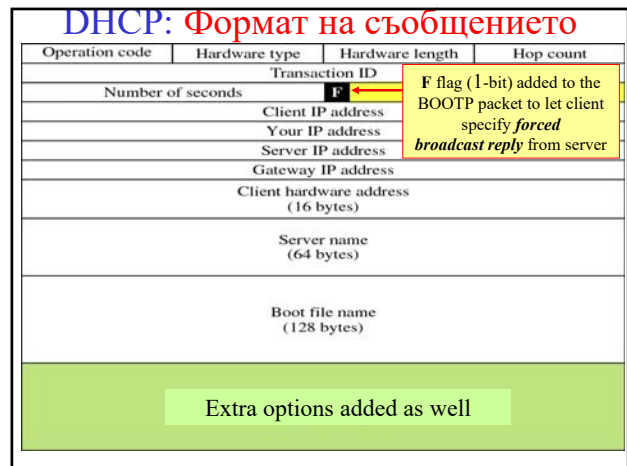 DHCP: Формат на съобщението
Operation code Hardware type Hardware length Hop count
Transaction ID
Number of seconds F
F flag (1-bit) added to the
BOOTP packet to let client
specify forced
broadcast reply from server
Client IP address
Your IP address
Server IP address
Gateway IP address
Client hardware address
(16 bytes)
Server name
(64 bytes)
Boot file name
(128 bytes)
Extra options added as well